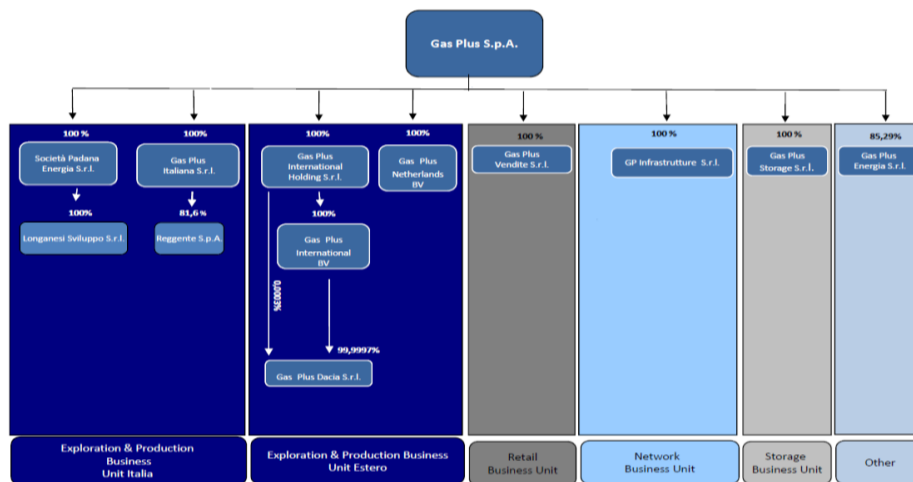 Gas Plus S.p.A.
100 %
100%
100%
100%
100 %
100 %
100 %
85,29%
Società Padana
Energia S.r.l.
Gas Plus
Italiana S.r.l.
Gas Plus
International
Holding S.r.l.
Gas Plus
Netherlands
BV
Gas Plus
Vendite S.r.l.
GP Infrastrutture S.r.l.
Gas Plus
Storage S.r.l.
Gas Plus
Energia S.r.l.
100%
81,6 %
100%
Longanesi Sviluppo S.r.l.
Reggente S.p.A.
Gas Plus
International
BV
0,0003%
99,9997%
Gas Plus Dacia S.r.l.
Exploration & Production
Business
Unit Italia
Exploration & Production Business
Unit Estero
Retail
Business Unit
Network
Business Unit
Storage
Business Unit
Other